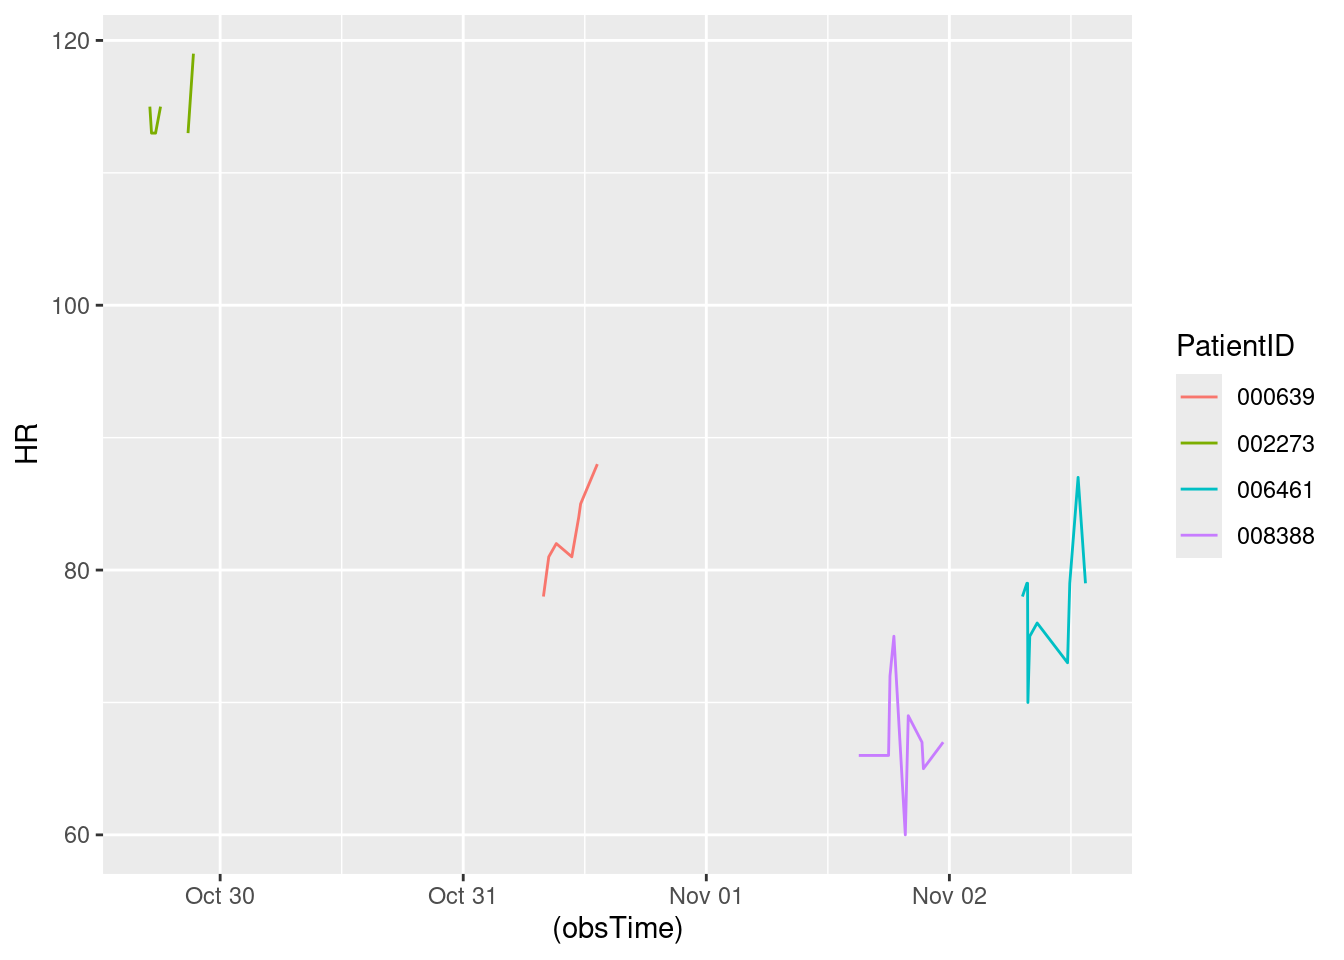 120
100
80
60
HR
Oct 30
Oct 31
Nov 01
Nov 02
(obsTime)
PatientID
000639
002273
006461
008388